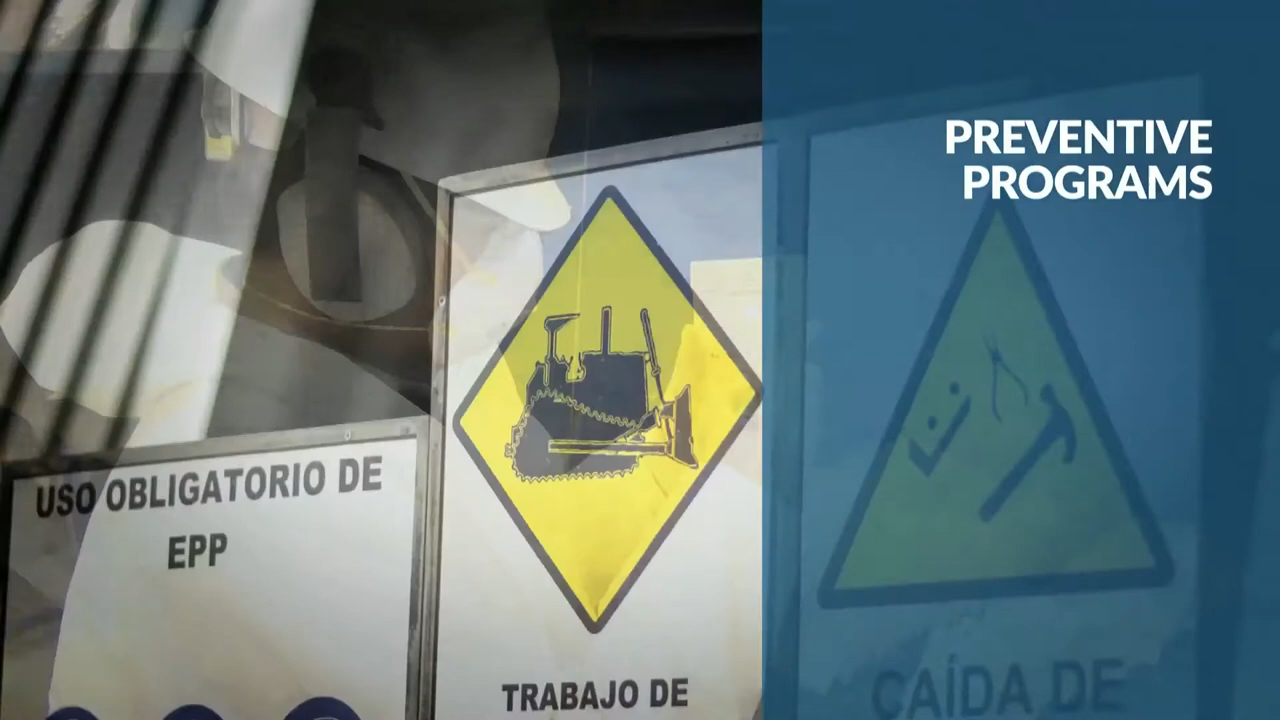 PREVENTIVE
PROGRAMS
USO OBLIGATORIO DE
EPP
TRABAJO DE
CAÍDA DE